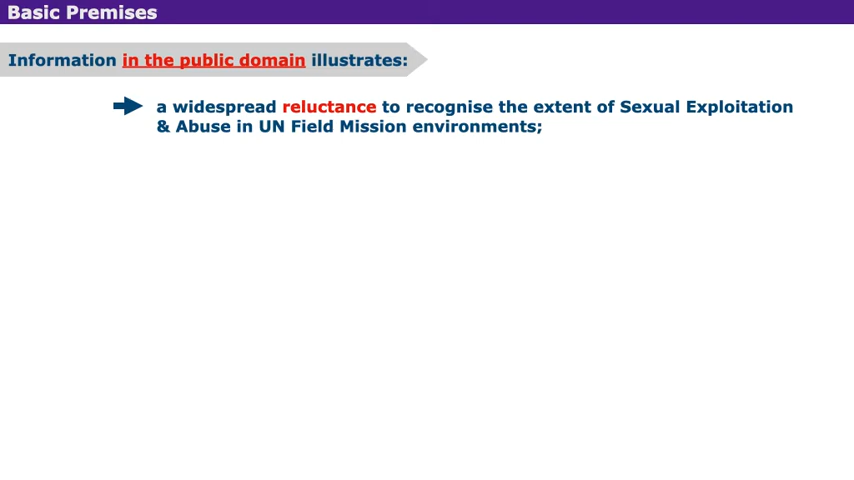 Basic Premises
Information in the public domain illustrates:
a widespread reluctance to recognise the extent of Sexual Exploitation
& Abuse in UN Field Mission environments;